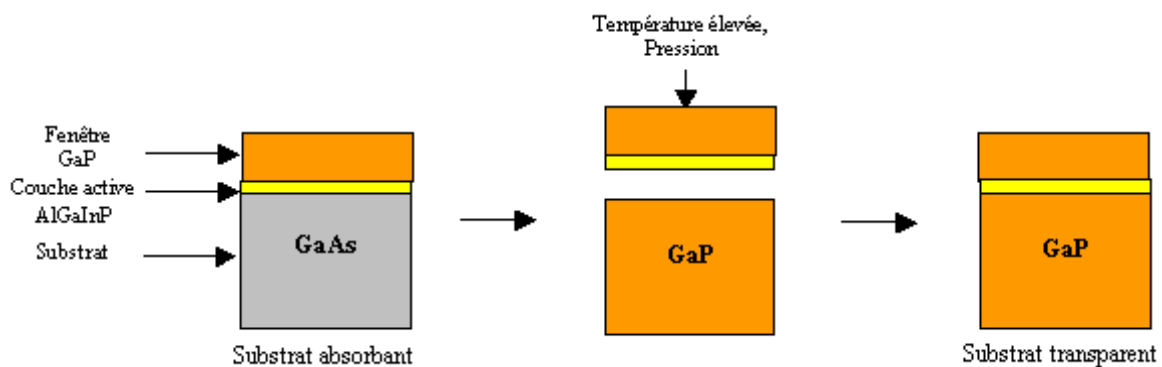 Température élevée,
Pression
Fenêtre
GaP
Couche active
AlGaInP
Substrat
GaAs
GaP
GaP
Substrat absorbant
Substrat transparent